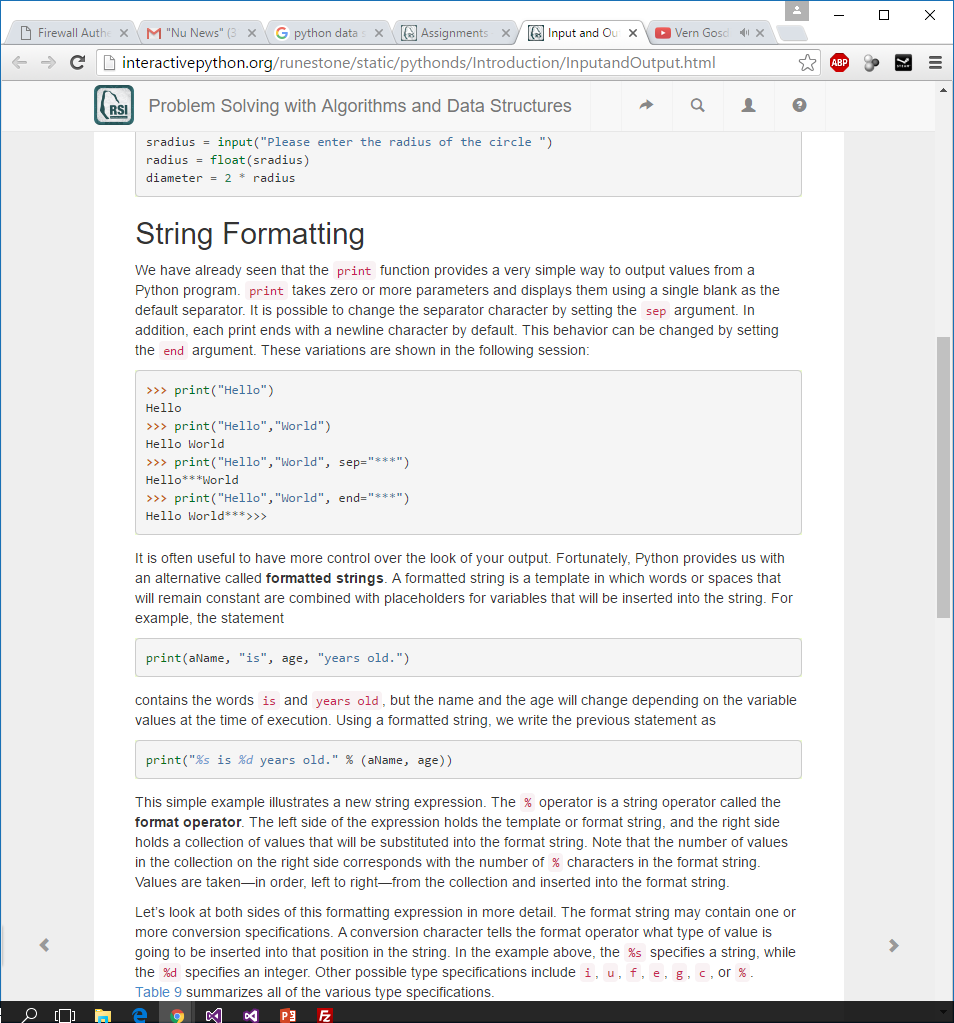 Firewall Authe
"Nu News" (3
python data s
Assignments
Input and Ou
Vern Gosd
interactivepython.org/runestone/static/pythonds/Introduction/InputandOutput.html
ABP
STEAM
RSI
Problem Solving with Algorithms and Data Structures
sradius = input("Please enter the radius of the circle ")
radius = float(sradius)
diameter = 2 * radius
String Formatting
We have already seen that the print function provides a very simple way to output values from a
Python program. print takes zero or more parameters and displays them using a single blank as the
default separator. It is possible to change the separator character by setting the sep argument. In
addition, each print ends with a newline character by default. This behavior can be changed by setting
the end argument. These variations are shown in the following session:
>>> print("Hello")
Hello
>>> print("Hello","World")
Hello World
>>> print("Hello","World", sep="***")
Hello***World
>>> print("Hello","World", end="***")
Hello World***>>>
It is often useful to have more control over the look of your output. Fortunately, Python provides us with
an alternative called formatted strings. A formatted string is a template in which words or spaces that
will remain constant are combined with placeholders for variables that will be inserted into the string. For
example, the statement
print(aName, "is", age, "years old.")
contains the words is and years old, but the name and the age will change depending on the variable
values at the time of execution. Using a formatted string, we write the previous statement as
print("%s is %d years old." % (aName, age))
This simple example illustrates a new string expression. The % operator is a string operator called the
format operator. The left side of the expression holds the template or format string, and the right side
holds a collection of values that will be substituted into the format string. Note that the number of values
in the collection on the right side corresponds with the number of % characters in the format string.
Values are taken—in order, left to right—from the collection and inserted into the format string.
Let's look at both sides of this formatting expression in more detail. The format string may contain one or
more conversion specifications. A conversion character tells the format operator what type of value is
going to be inserted into that position in the string. In the example above, the %s specifies a string, while
the %d specifies an integer. Other possible type specifications include i, u, f, e, g, c, or %.
Table 9 summarizes all of the various type specifications.